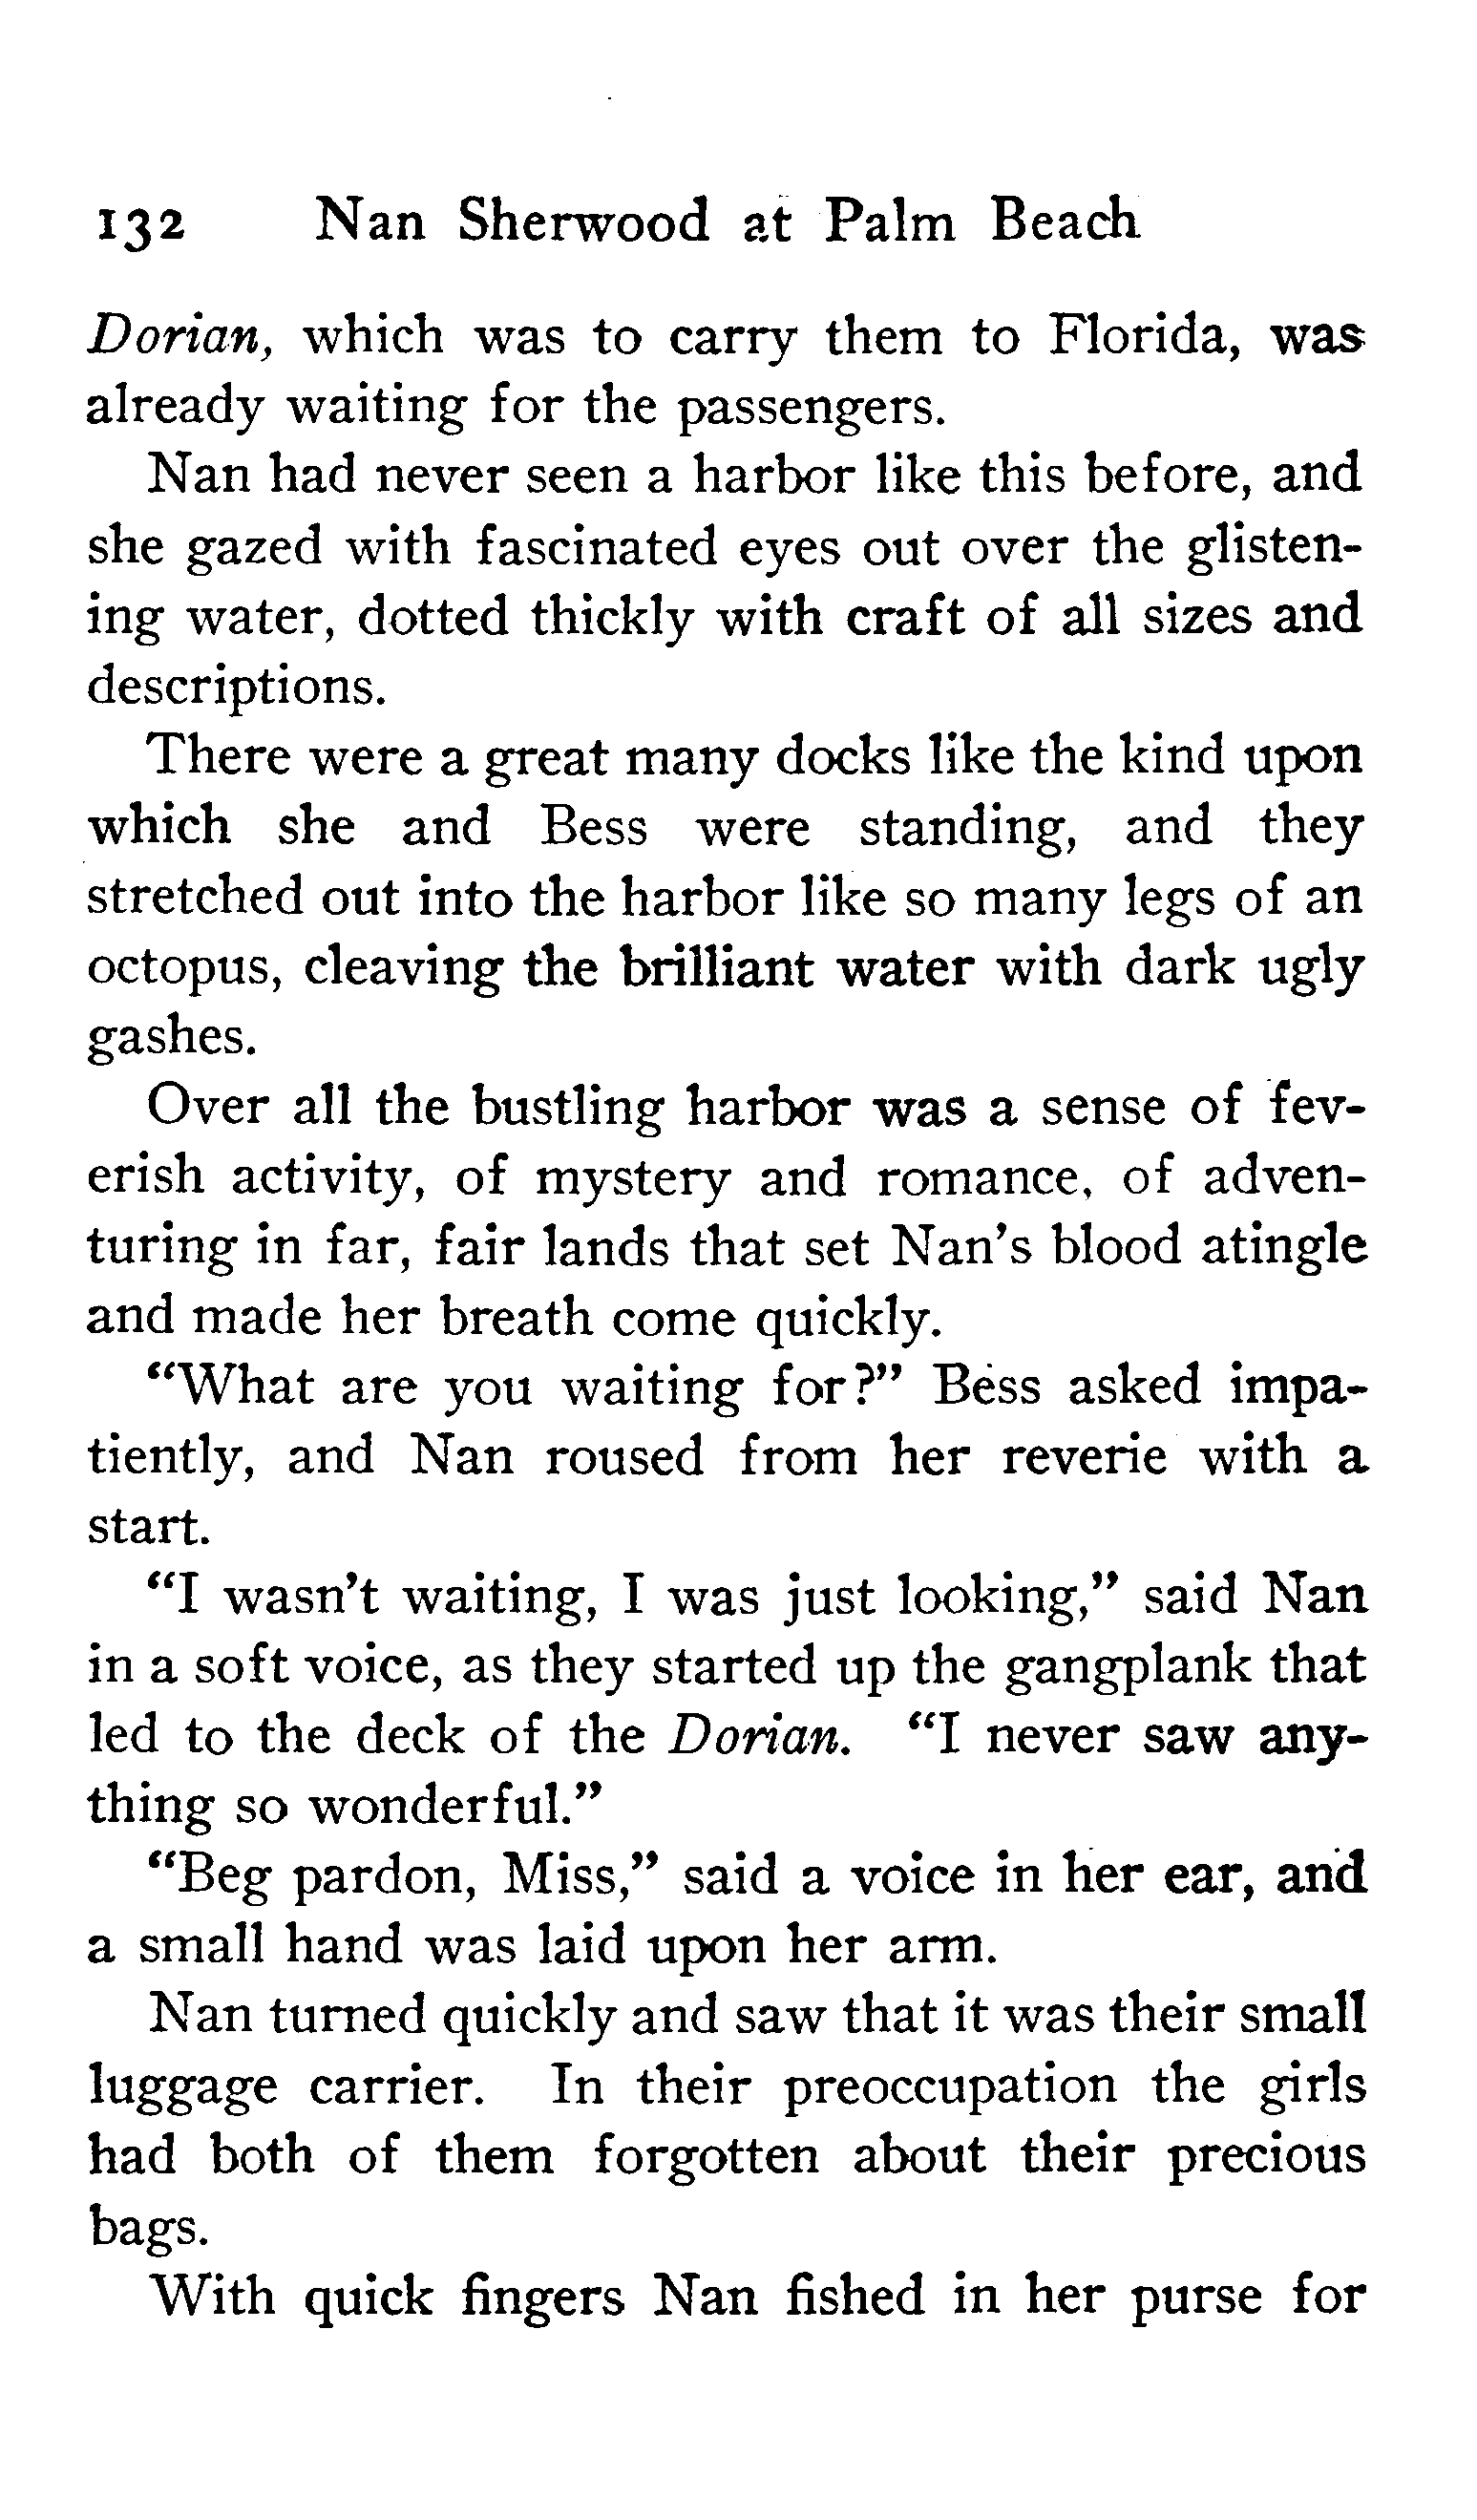 132 Nan Sherwood at Palm Beach
Dorian, which was to carry them to Florida, was
already waiting for the passengers.
Nan had never seen a harbor like this before, and
she gazed with fascinated eyes out over the glisten-
ing water, dotted thickly with craft of all sizes and
descriptions.
There were a great many docks like the kind upon
which she and Bess were standing, and they
stretched out into the harbor like so many legs of an
octopus, cleaving the brilliant water with dark ugly
gashes.
Over all the bustling harbor was a sense of fev-
erish activity, of mystery and romance, of adven-
turing in far, fair lands that set Nan's blood atingle
and made her breath come quickly.
"What are you waiting for?" Bess asked impa-
tiently, and Nan roused from her reverie with a
start.
"I wasn't waiting, I was just looking," said Nan
in a soft voice, as they started up the gangplank that
led to the deck of the Dorian. "I never saw any-
thing so wonderful."
"Beg pardon, Miss," said a voice in her ear, and
a small hand was laid upon her arm.
Nan turned quickly and saw that it was their small
luggage carrier. In their preoccupation the girls
had both of them forgotten about their precious
bags.
With quick fingers Nan fished in her purse for